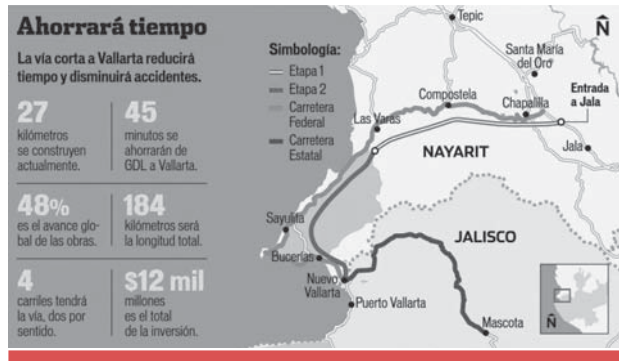 Ahorrará tiempo
La vía corta a Vallarta reducirá
tiempo y disminuirá accidentes.
27
kilómetros
se construyen
actualmente.
45
minutos se
ahorrarán de
GDL a Vallarta.
48%
es el avance glo-
bal de las obras.
184
kilómetros será
la longitud total.
4
carriles tendrá
la vía, dos por
sentido.
$12 mil
millones
es el total
de la inversión.
Simbología:
Etapa 1
Etapa 2
Carretera
Federal
Carretera
Estatal
Tepic
N
Santa María
del Oro
Entrada
a Jala
Compostela
Chapalilla
Las Varas
NAYARIT
Jala
Sayulita
JALISCO
Bucerías
Nuevo
Vallarta
Puerto Vallarta
Mascota
N